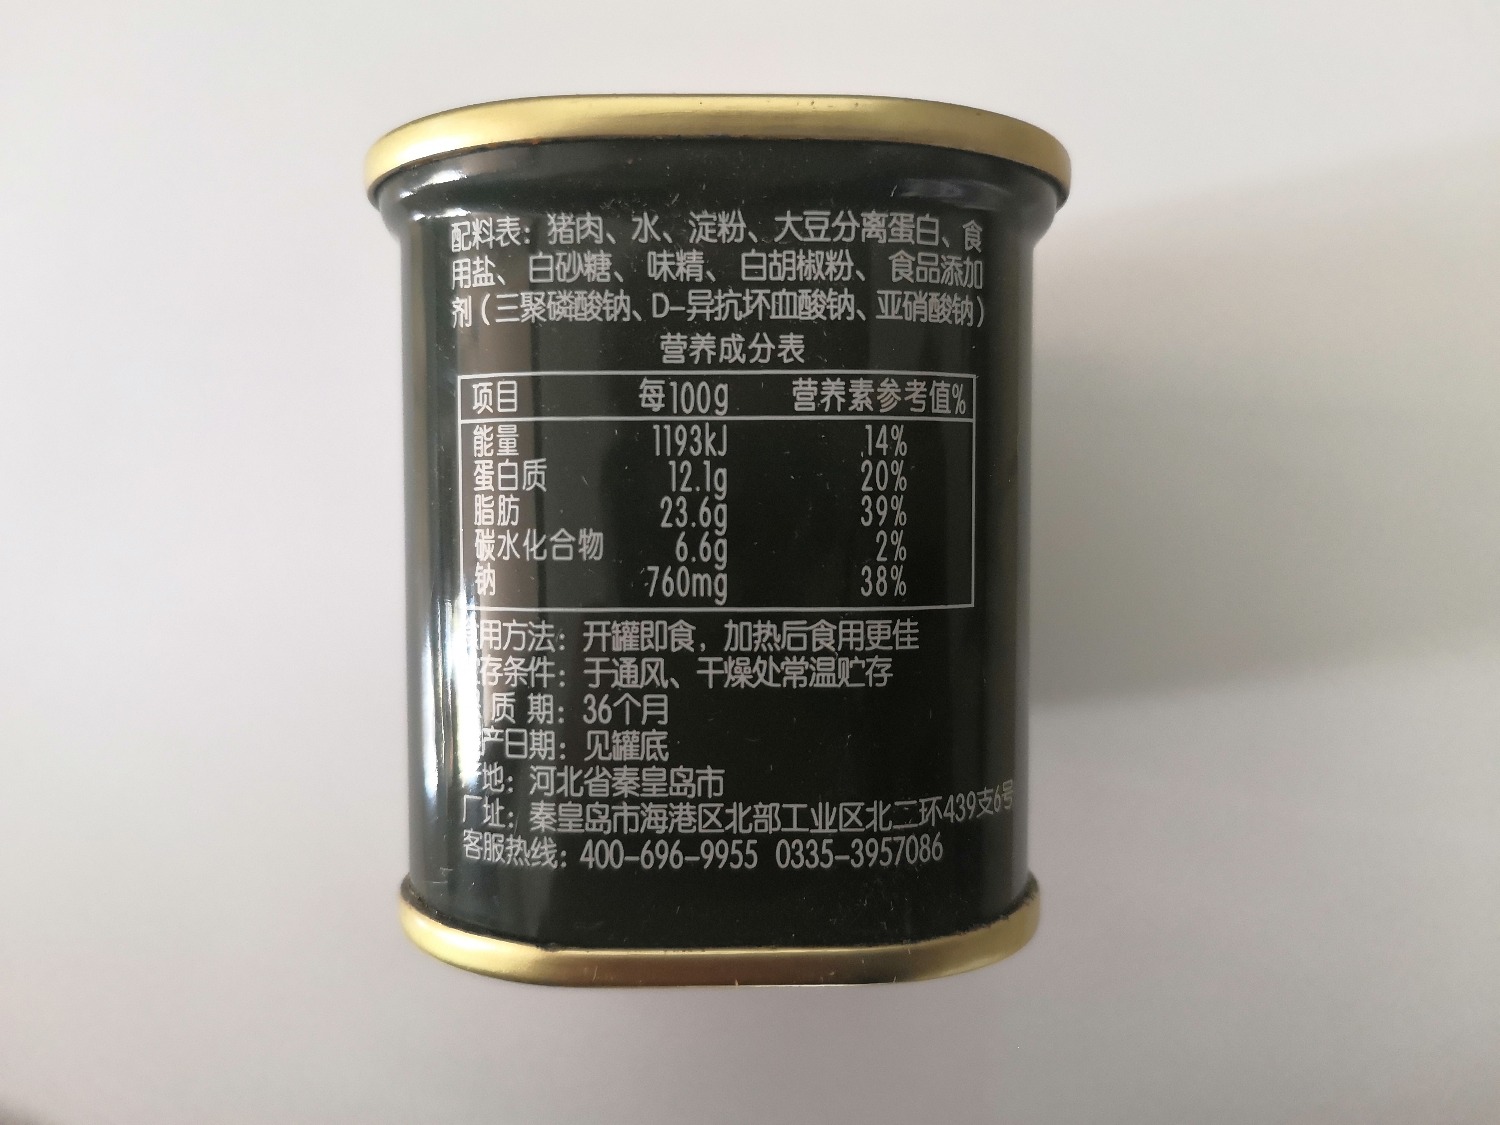 配料表：猪肉、水、淀粉、大豆分离蛋白、食
用盐、白砂糖、味精、白胡椒粉、食品添加
剂（三聚磷酸钠、D-异抗坏血酸钠、亚硝酸钠）
营养成分表
项目 每100g 营养素参考值%
能量 1193kJ 14%
蛋白质 12.1g 20%
脂肪 23.6g 39%
碳水化合物 6.6g 2%
钠 760mg 38%
食用方法：开罐即食，加热后食用更佳
贮存条件：于通风、干燥处常温贮存
质 期：36个月
产日期：见罐底
地：河北省秦皇岛市
厂址：秦皇岛市海港区北部工业区北二环439支6号
客服热线：400-696-9955 0335-3957086